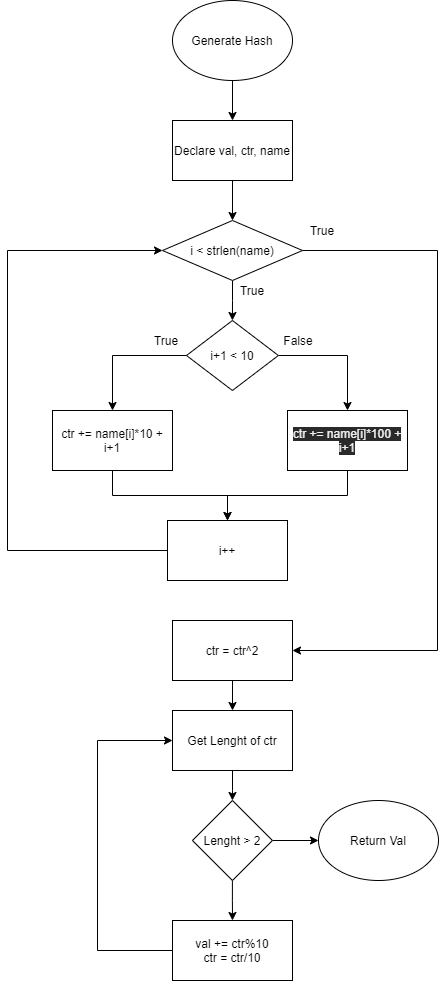 Generate Hash
Declare val, ctr, name
i < strlen(name)
True
True
i+1 < 10
True
False
ctr += name[i]*10 +
i+1
ctr += name[i]*100 +
i+1
i++
ctr = ctr^2
Get Lenght of ctr
Lenght > 2
Return Val
val += ctr%10
ctr = ctr/10